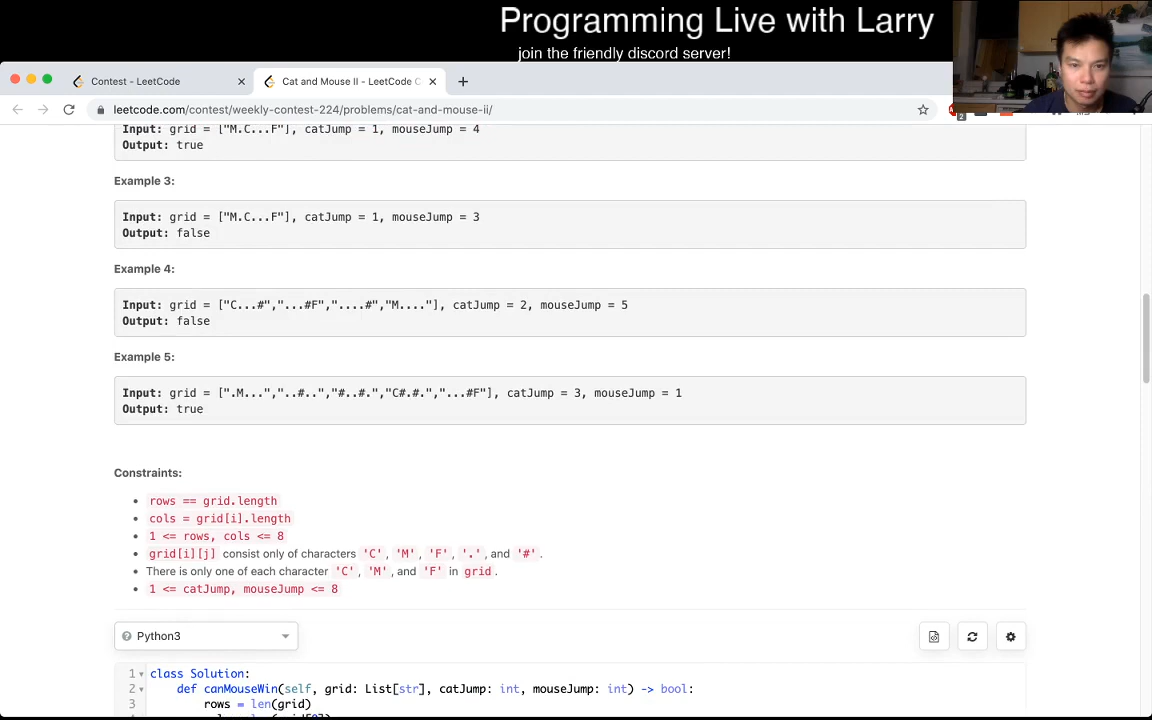 Programming Live with Larry
join the friendly discord server!
Contest - LeetCode
Cat and Mouse II - LeetCode C
leetcode.com/contest/weekly-contest-224/problems/cat-and-mouse-ii/
2
Input: grid = ["M.C...F"], catJump = 1, mouseJump = 4
Output: true
Example 3:
Input: grid = ["M.C...F"], catJump = 1, mouseJump = 3
Output: false
Example 4:
Input: grid = ["C...#","...#F","....#","M...."], catJump = 2, mouseJump = 5
Output: false
Example 5:
Input: grid = [".M...","..#..","#..#.","C#.#.","...#F"], catJump = 3, mouseJump = 1
Output: true
Constraints:
rows == grid.length
cols = grid[i].length
1 <= rows, cols <= 8
grid[i][j] consist only of characters 'C', 'M', 'F', '.', and '#'.
There is only one of each character 'C', 'M', and 'F' in grid.
1 <= catJump, mouseJump <= 8
Python3
1 class Solution:
2 def canMouseWin(self, grid: List[str], catJump: int, mouseJump: int) -> bool:
3 rows = len(grid)